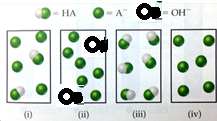 = HA = A⁻ = OH⁻
(i) (ii) (iii) (iv)